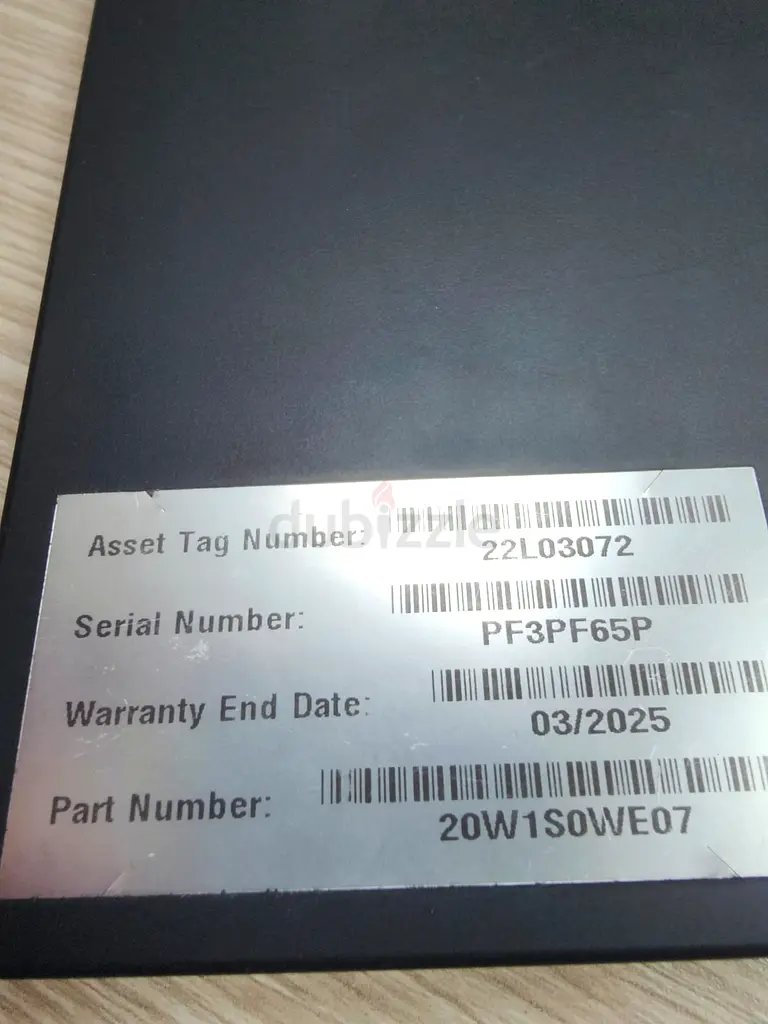 Asset Tag Number:
22L03072
Serial Number:
PF3PF65P
Warranty End Date:
03/2025
Part Number:
20W1S0WE07
dubizzle